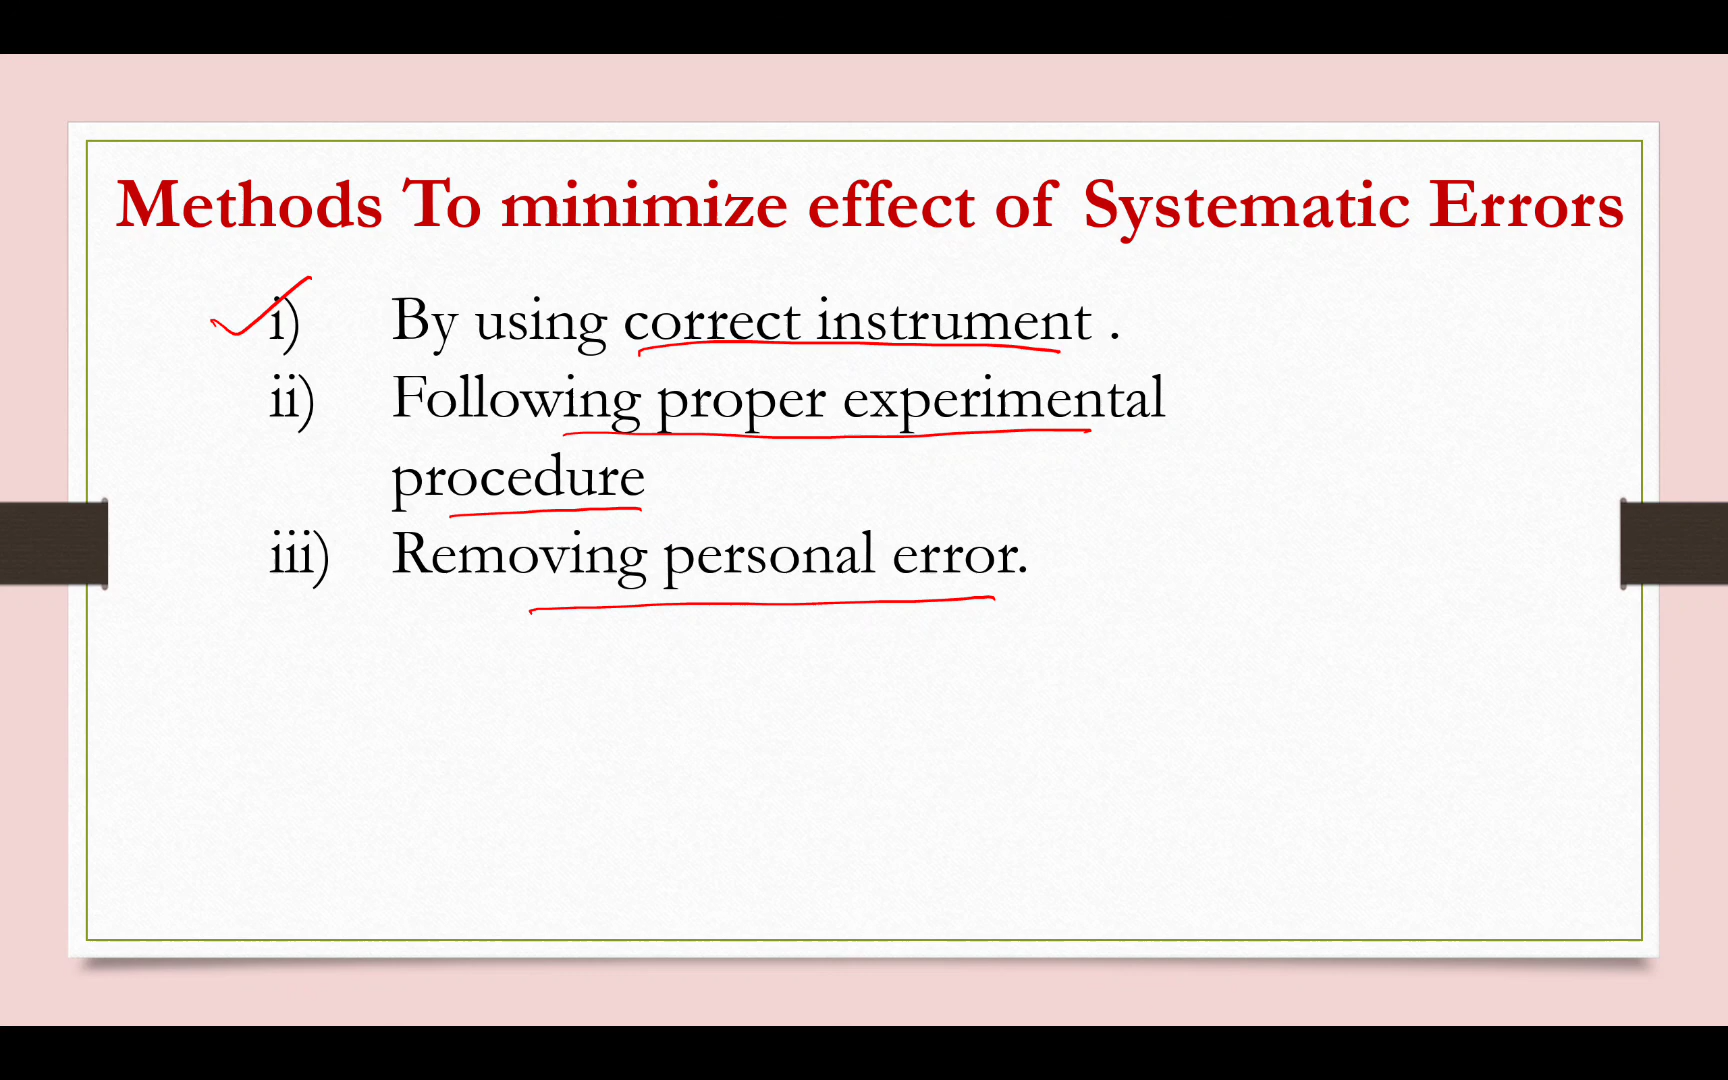 Methods To minimize effect of Systematic Errors
i) By using correct instrument .
ii) Following proper experimental
procedure
iii) Removing personal error.